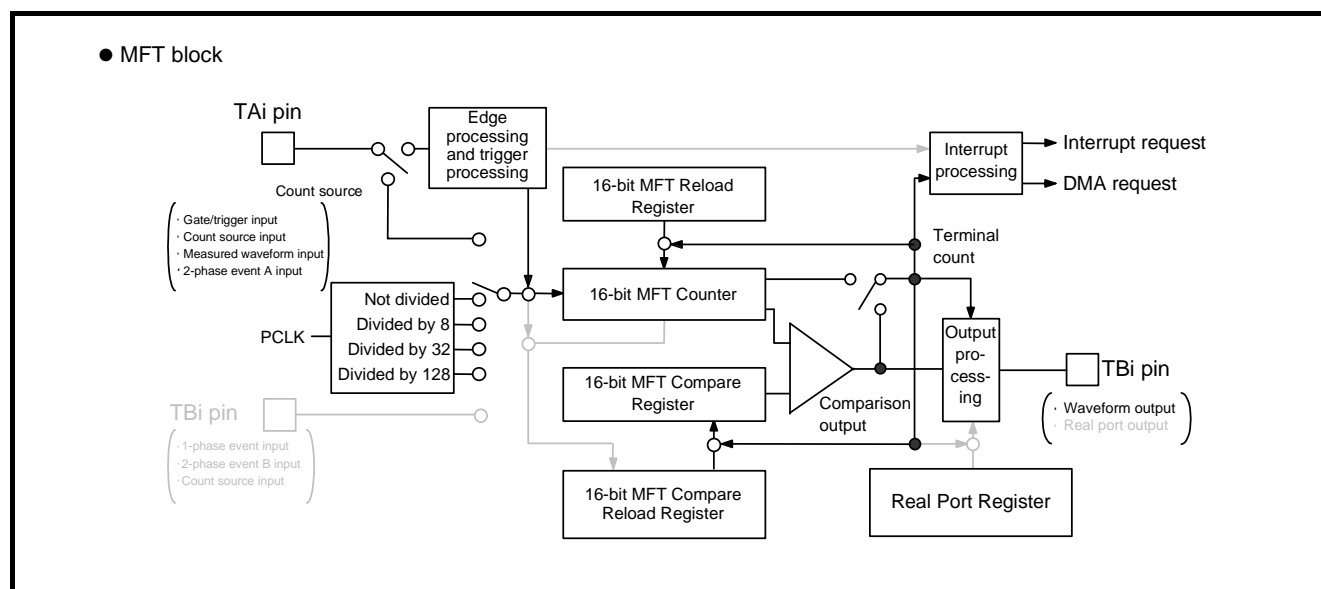 ● MFT block
TAi pin
Edge
processing
and trigger
processing
Interrupt
processing
Interrupt request
DMA request
Count source
16-bit MFT Reload
Register
· Gate/trigger input
· Count source input
· Measured waveform input
· 2-phase event A input
Terminal
count
16-bit MFT Counter
PCLK
Not divided
Divided by 8
Divided by 32
Divided by 128
Output
pro-
cess-
ing
TBi pin
· Waveform output
· Real port output
16-bit MFT Compare
Register
Comparison
output
TBi pin
· 1-phase event input
· 2-phase event B input
· Count source input
16-bit MFT Compare
Reload Register
Real Port Register